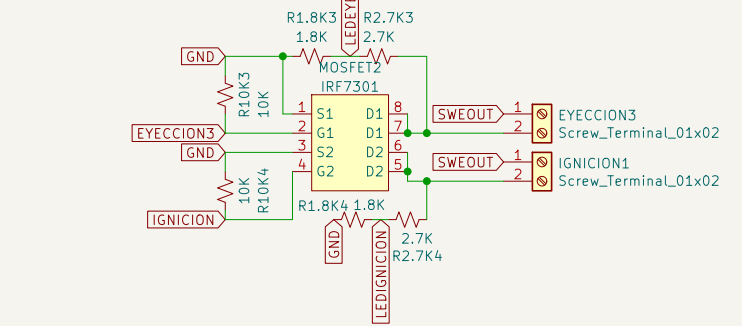 R1.8K3 R2.7K3
1.8K 2.7K
GND
MOSFET2
IRF7301
R10K3
10K
1 S1 D1 8
2 G1 D1 7
3 S2 D2 6
4 G2 D2 5
EYECCION3
GND
SWEOUT 1
2
EYECCION3
Screw_Terminal_01x02
SWEOUT 1
2
IGNICION1
Screw_Terminal_01x02
10K
R10K4
IGNICION
R1.8K4 1.8K
GND
LEDIGNICION
2.7K
R2.7K4